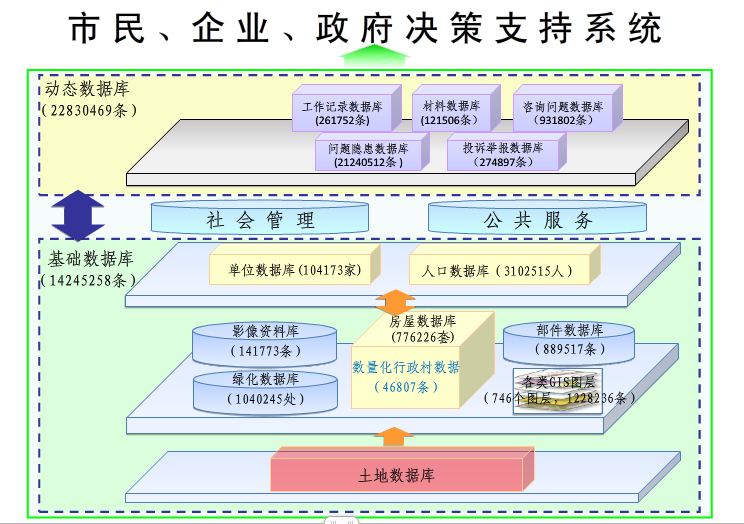 市民、企业、政府决策支持系统
动态数据库
(22830469条)
工作记录数据库
(261752条)
材料数据库
(121506条)
咨询问题数据库
(931802条)
问题隐患数据库
(21240512条)
投诉举报数据库
(274897条)
社会管理
公共服务
基础数据库
(14245258条)
单位数据库(104173家)
人口数据库(3102515人)
影像资料库
(141773条)
房屋数据库
(776226套)
部件数据库
(889517条)
绿化数据库
(1040245处)
数量化行政村数据
(46807条)
各类GIS图层
(746个图层，1228236条)
土地数据库